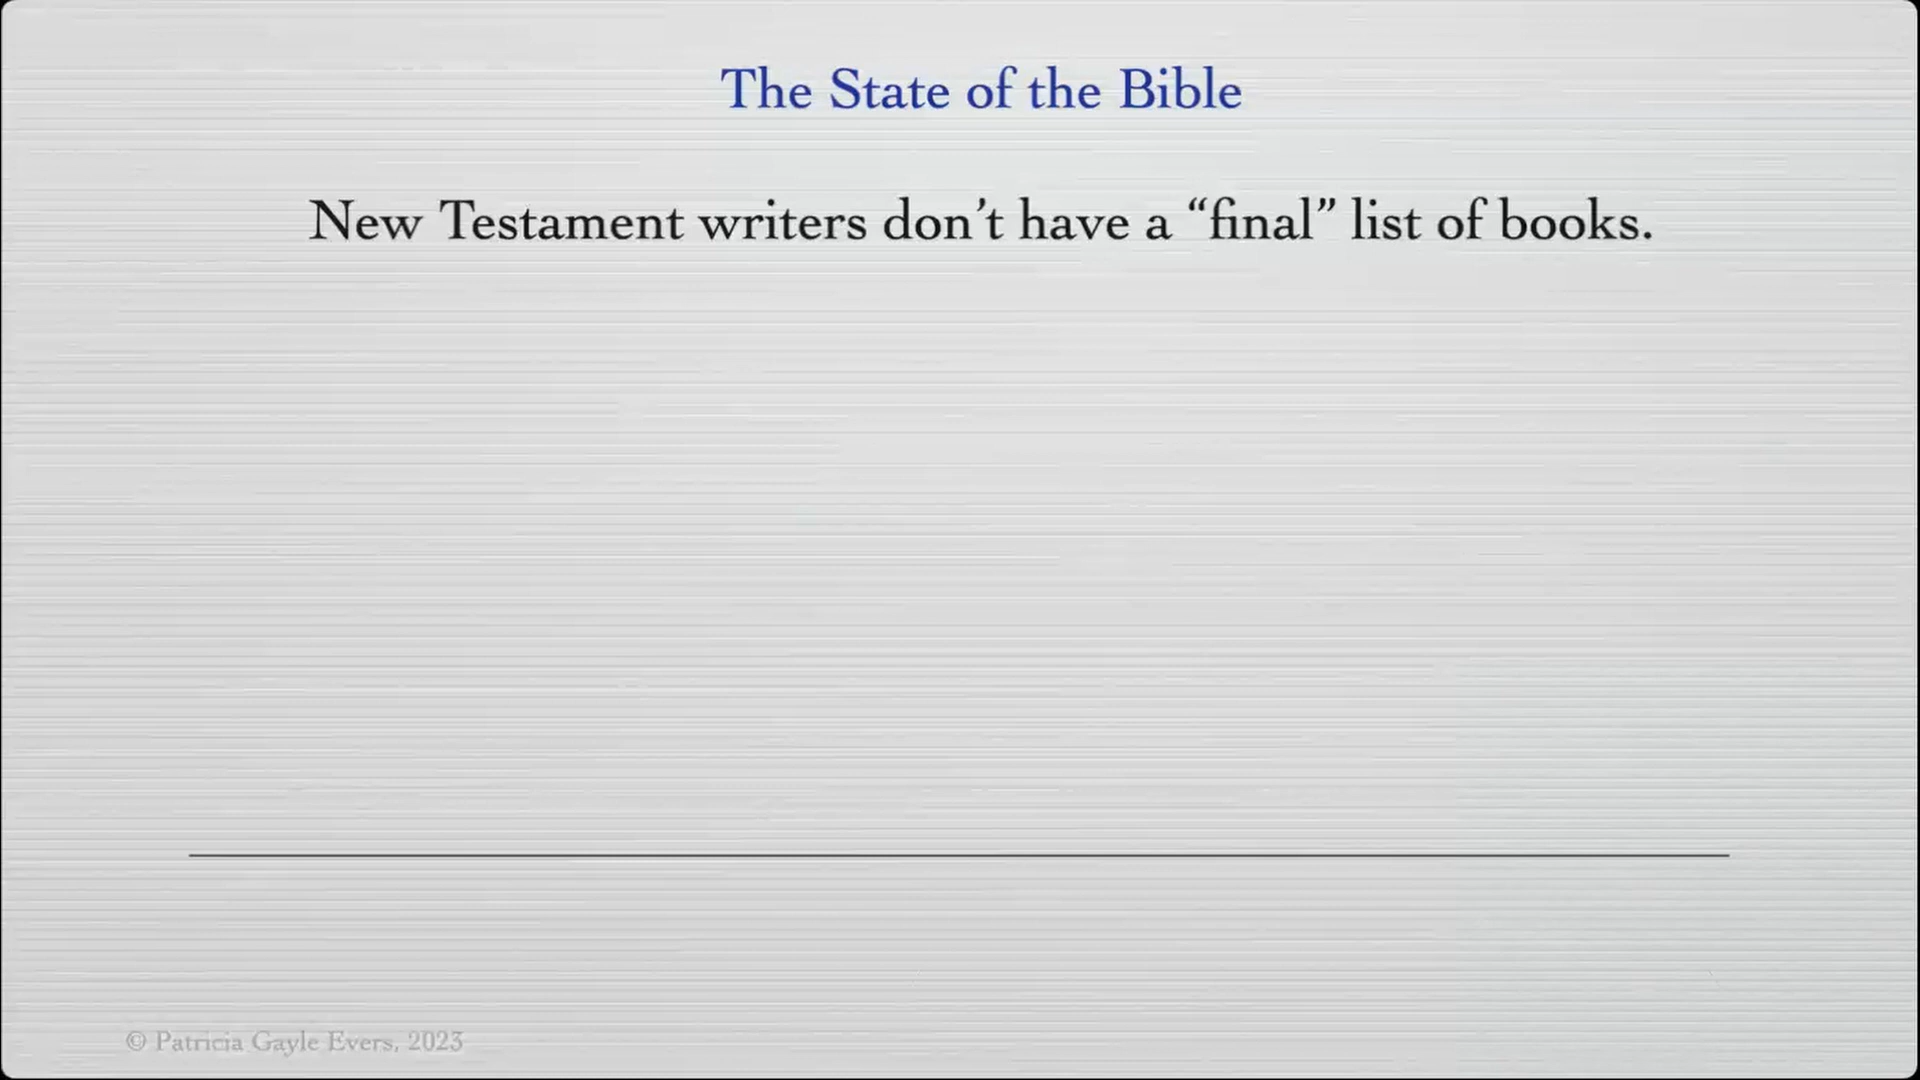 The State of the Bible
New Testament writers don’t have a “final” list of books.
© Patricia Gayle Evers, 2023